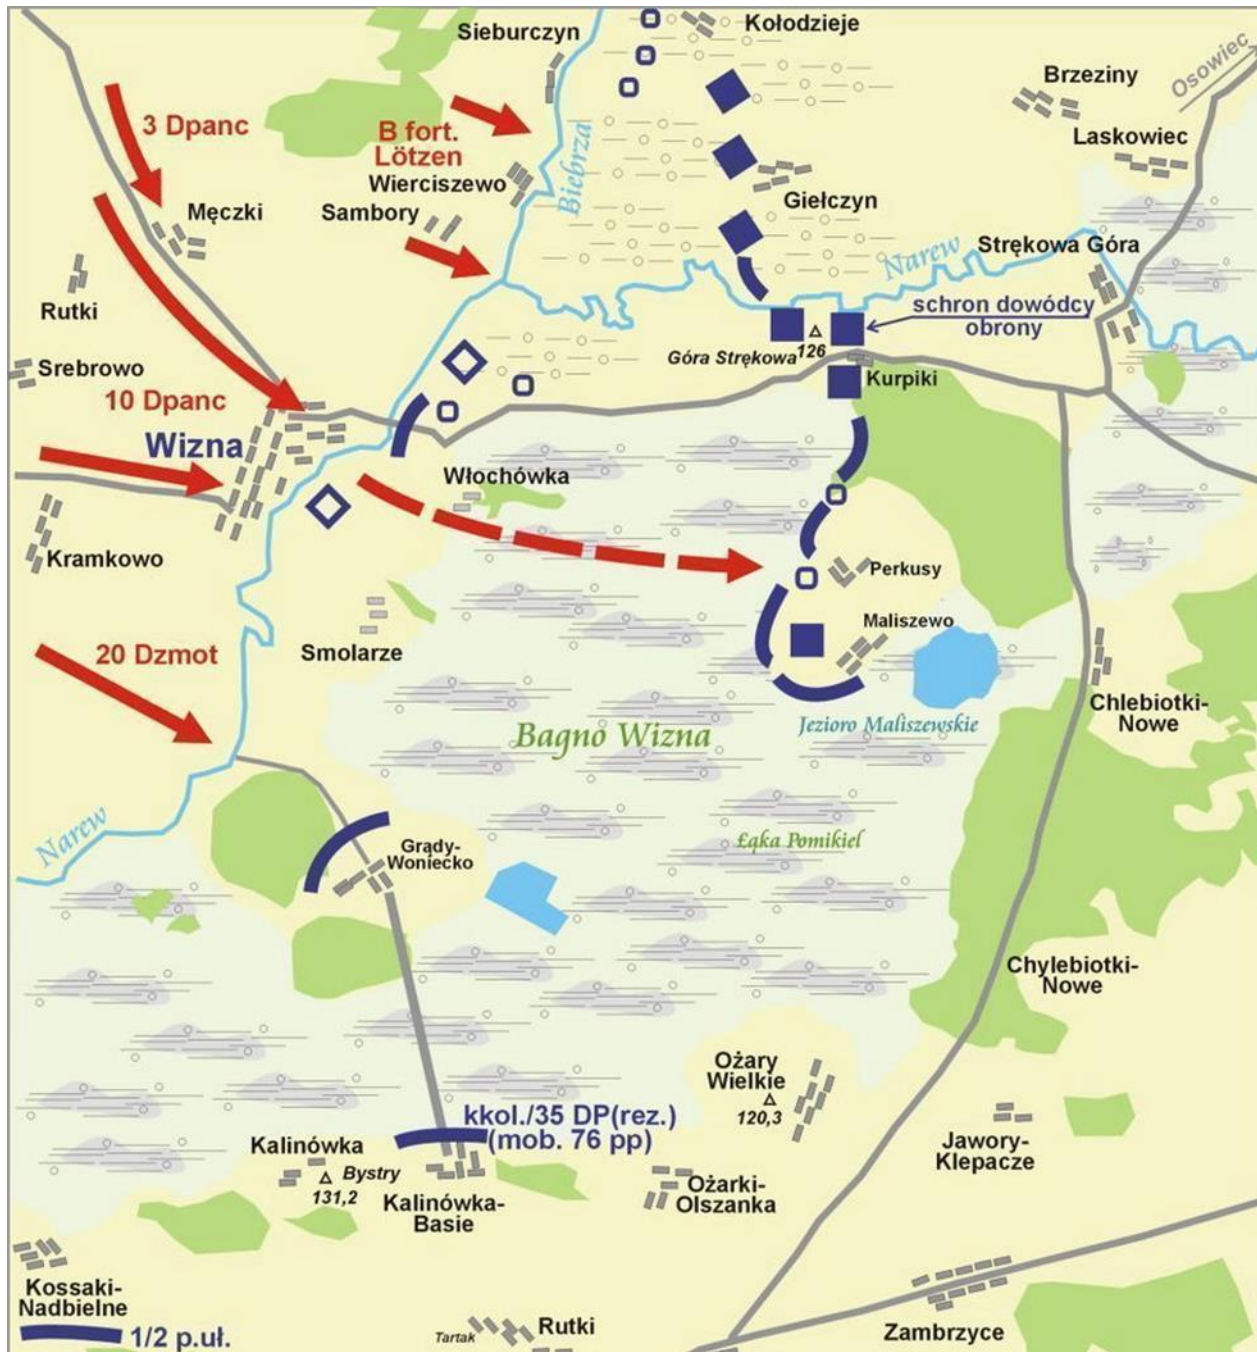 Sieburczyn
Kołodzieje
Osowiec
Brzeziny
3 Dpanc
B fort.
Lötzen
Biebrza
Laskowiec
Wierciszewo
Męczki
Sambory
Giełczyn
Narew
Strękowa Góra
Rutki
schron dowódcy
obrony
Góra Strękowa
126
Srebrowo
Kurpiki
10 Dpanc
Wizna
Włochówka
Kramkowo
Perkusy
Maliszewo
20 Dzmot
Smolarze
Chlebiotki-
Nowe
Bagno Wizna
Jezioro Maliszewskie
Narew
Grądy-
Woniecko
Łąka Pomikiel
Chylebiotki-
Nowe
Ożary
Wielkie
120,3
kkol./35 DP(rez.)
(mob. 76 pp)
Kalinówka
Bystry
131,2
Jawory-
Klepacze
Kalinówka-
Basie
Ożarki-
Olszanka
Kossaki-
Nadbielne
1/2 p.uł.
Tartak
Rutki
Zambrzyce